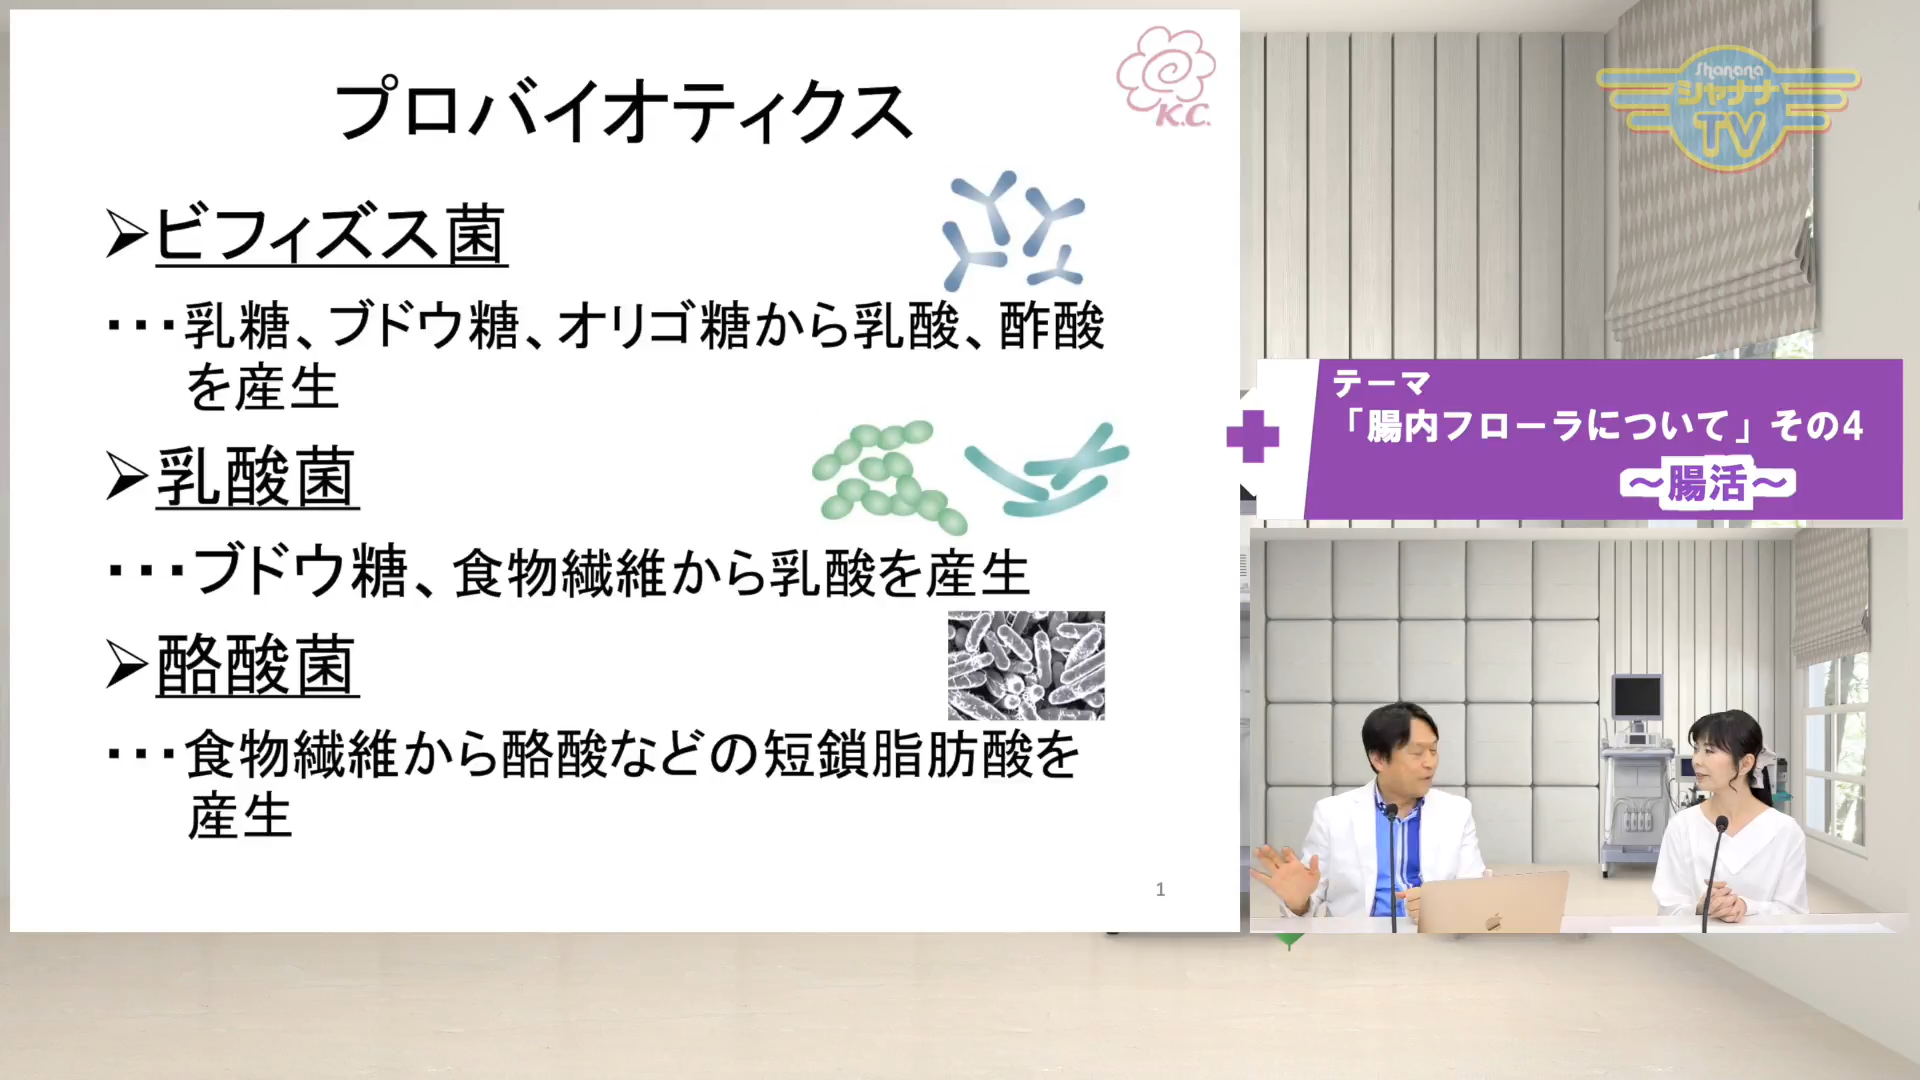 プロバイオティクス
K.C.
➢ビフィズス菌
・・・乳糖、ブドウ糖、オリゴ糖から乳酸、酢酸
を産生
➢乳酸菌
・・・ブドウ糖、食物繊維から乳酸を産生
➢酪酸菌
・・・食物繊維から酪酸などの短鎖脂肪酸を
産生
1
Shanana
シャナナ
TV
テーマ
「腸内フローラについて」その4
～腸活～